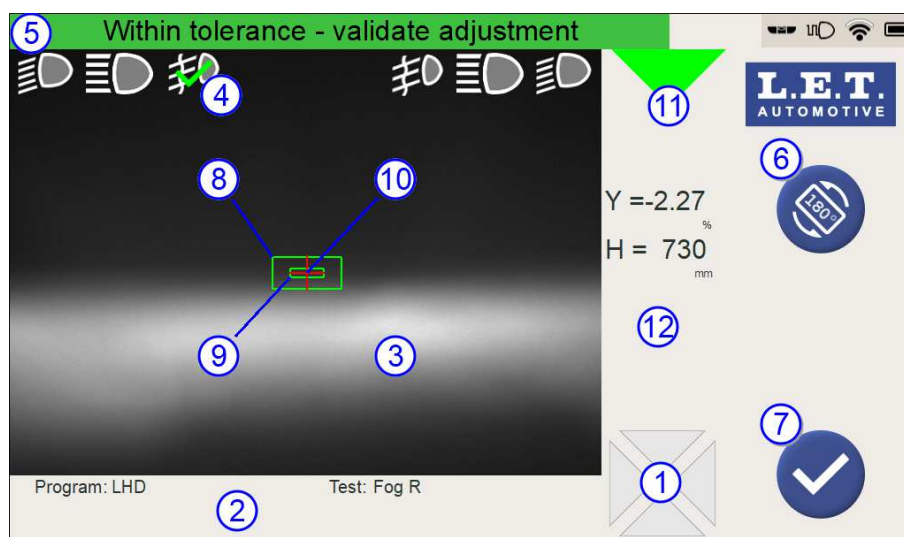 5 Within tolerance - validate adjustment
4
11
L.E.T.
AUTOMOTIVE
6
8
10
180°
Y =-2.27
%
H = 730
mm
12
9
3
7
1
Program: LHD Test: Fog R
2